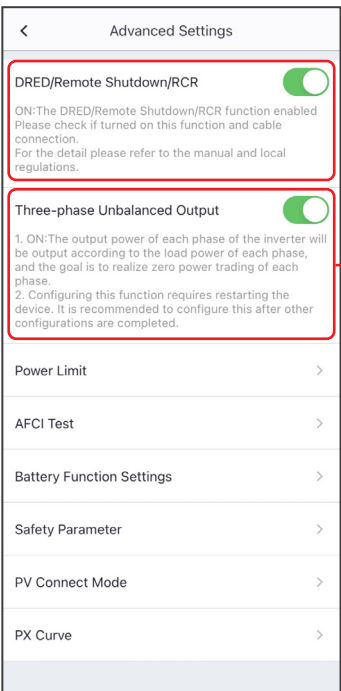 Advanced Settings
DRED/Remote Shutdown/RCR
ON:The DRED/Remote Shutdown/RCR function enabled
Please check if turned on this function and cable
connection.
For the detail please refer to the manual and local
regulations.
Three-phase Unbalanced Output
1. ON:The output power of each phase of the inverter will
be output according to the load power of each phase,
and the goal is to realize zero power trading of each
phase.
2. Configuring this function requires restarting the
device. It is recommended to configure this after other
configurations are completed.
Power Limit
AFCI Test
Battery Function Settings
Safety Parameter
PV Connect Mode
PX Curve